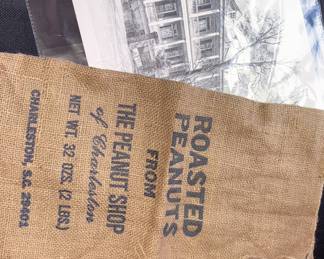 ROASTED
PEANUTS
FROM
THE PEANUT SHOP
of Charleston
NET WT. 32 OZS. (2 LBS.)
CHARLESTON, S.C. 29401